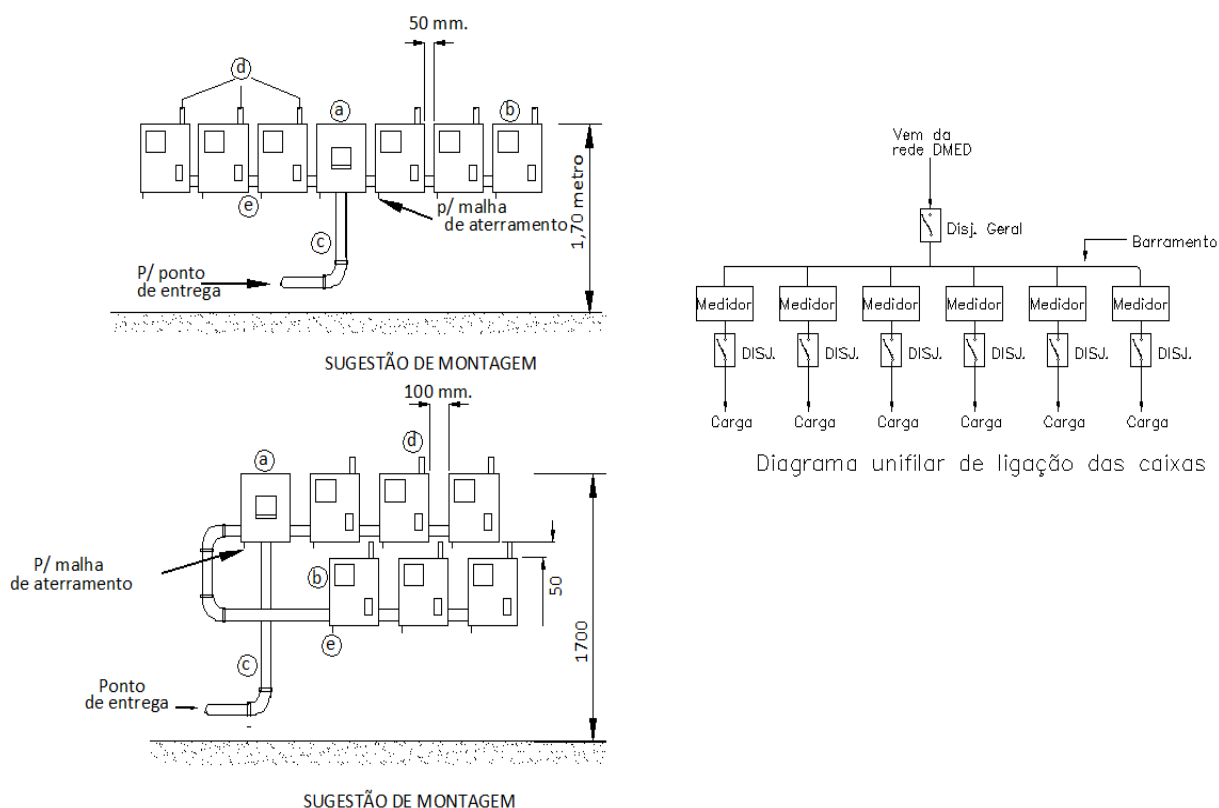 50 mm.
d
a
b
e
c
p/ malha
de aterramento
1,70 metro
P/ ponto
de entrega
SUGESTÃO DE MONTAGEM
100 mm.
d
a
P/ malha
de aterramento
b
e
50
1700
c
Ponto
de entrega
SUGESTÃO DE MONTAGEM
Vem da
rede DMED
Disj. Geral
Barramento
Medidor Medidor Medidor Medidor Medidor Medidor
DISJ. DISJ. DISJ. DISJ. DISJ. DISJ.
Carga Carga Carga Carga Carga Carga
Diagrama unifilar de ligação das caixas